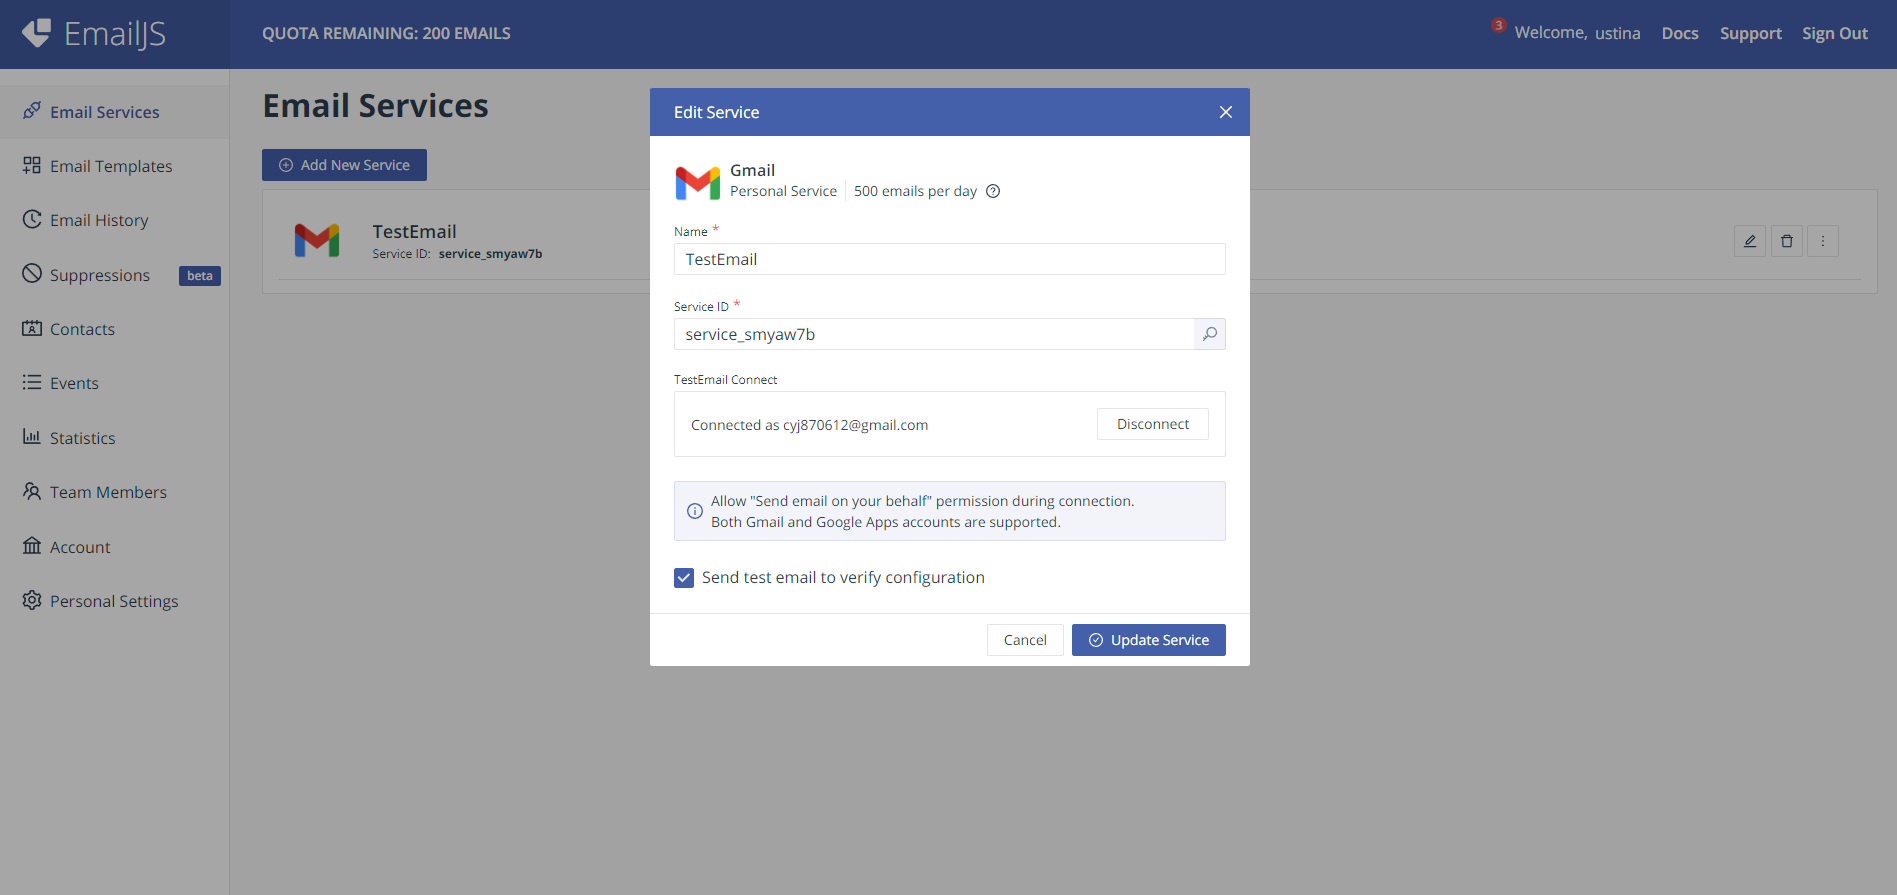 EmailJS
QUOTA REMAINING: 200 EMAILS
3
Welcome, ustina
Docs
Support
Sign Out
Email Services
Email Templates
Email History
Suppressions
beta
Contacts
Events
Statistics
Team Members
Account
Personal Settings
Email Services
Add New Service
TestEmail
Service ID: service_smyaw7b
Edit Service
Gmail
Personal Service
500 emails per day
Name *
TestEmail
Service ID *
service_smyaw7b
TestEmail Connect
Connected as cyj870612@gmail.com
Disconnect
Allow "Send email on your behalf" permission during connection.
Both Gmail and Google Apps accounts are supported.
Send test email to verify configuration
Cancel
Update Service